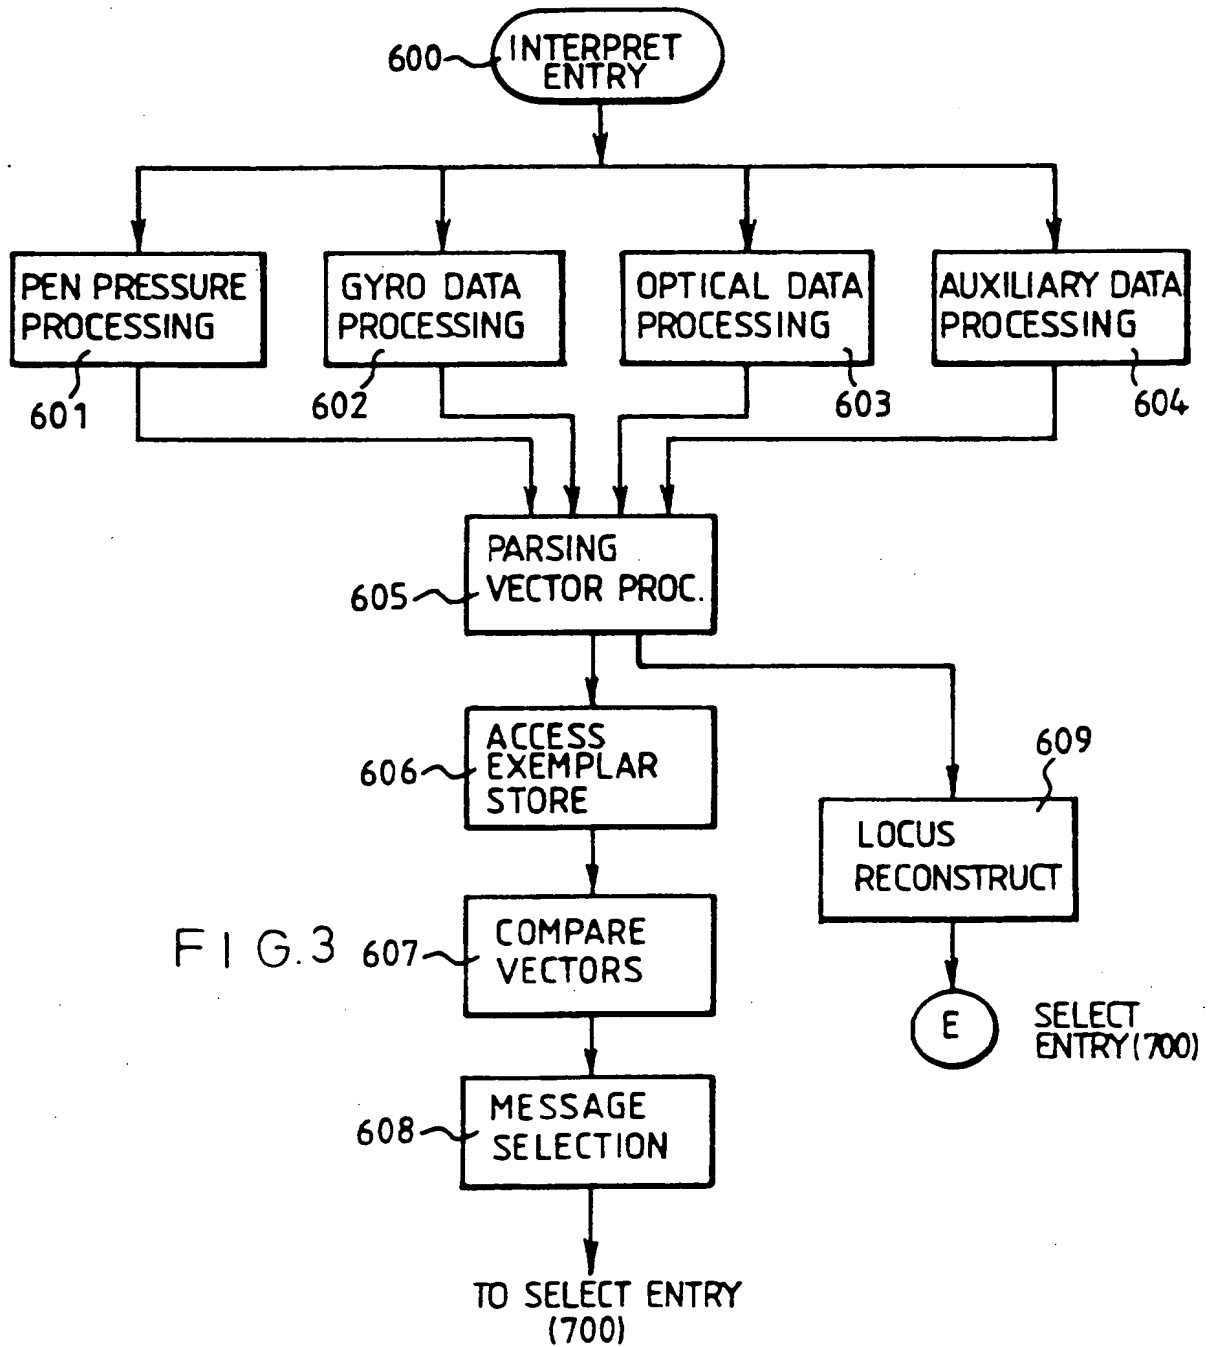 600
INTERPRET
ENTRY
PEN PRESSURE
PROCESSING
601
GYRO DATA
PROCESSING
602
OPTICAL DATA
PROCESSING
603
AUXILIARY DATA
PROCESSING
604
PARSING
VECTOR PROC.
605
ACCESS
EXEMPLAR
STORE
606
609
LOCUS
RECONSTRUCT
FIG.3
607
COMPARE
VECTORS
E
SELECT
ENTRY(700)
608
MESSAGE
SELECTION
TO SELECT ENTRY
(700)